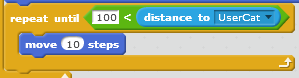 repeat until 100 < distance to UserCat
move 10 steps